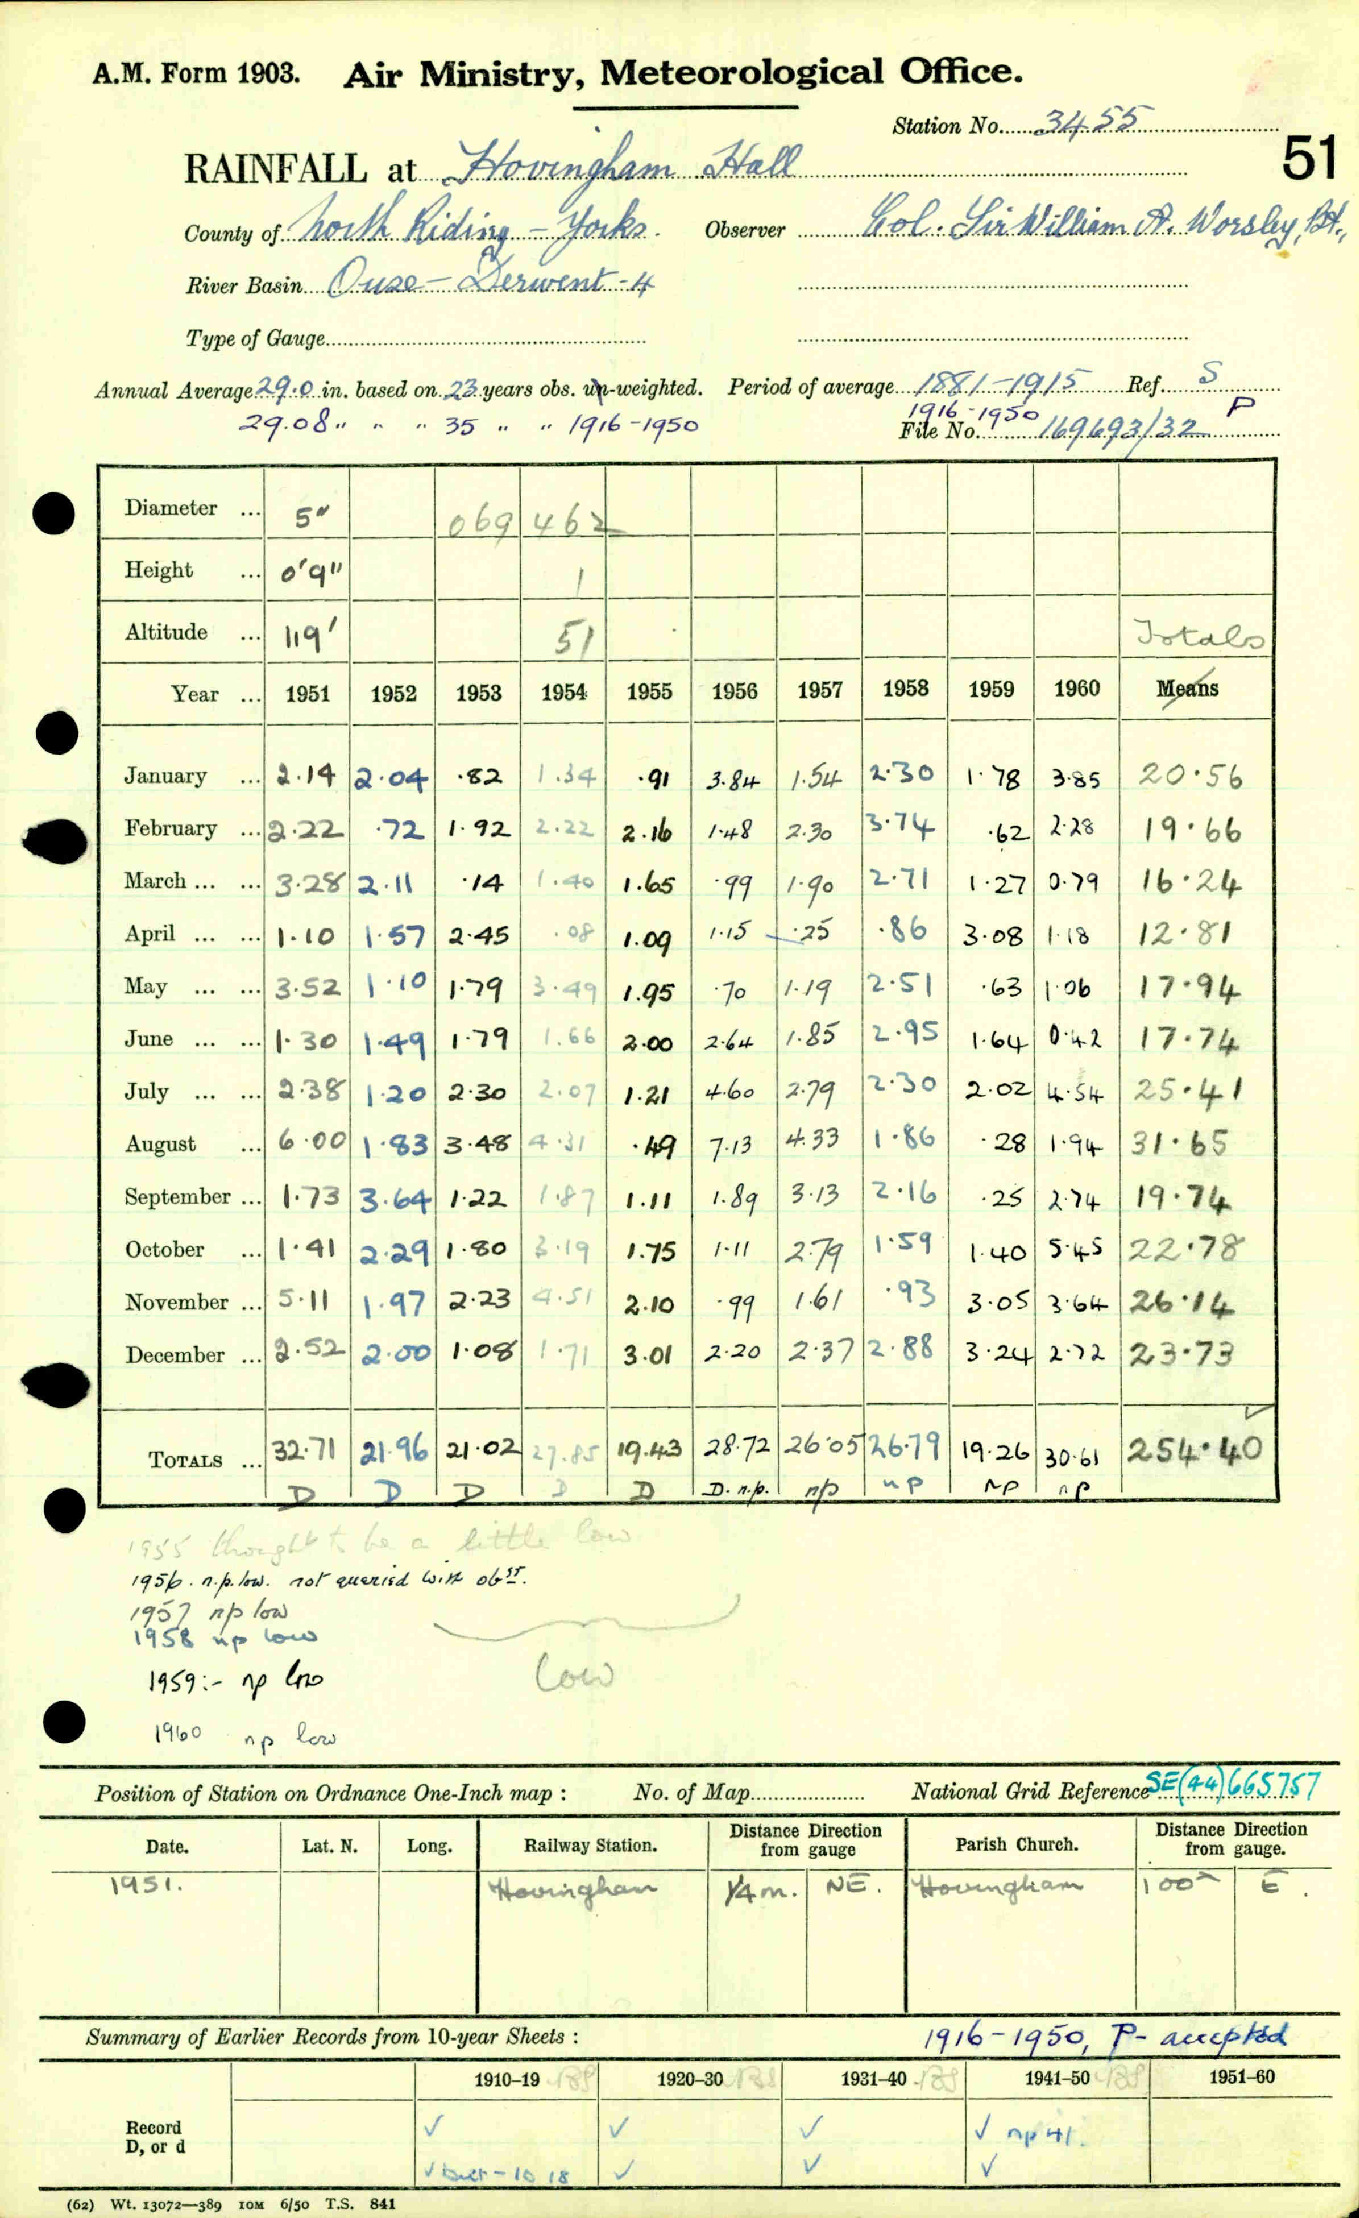 A.M. Form 1903. Air Ministry, Meteorological Office.
Station No. 3455
51
RAINFALL at Hovingham Hall
County of North Riding - Yorks. Observer Col. Sir William A. Worsley, Bt.,
River Basin Ouse - Derwent - 4
Type of Gauge
Annual Average 29.0 in. based on 23 years obs. un-weighted. Period of average 1881-1915 Ref. S
29.08 " " " 35 " " 1916-1950 1916-1950 P
File No. 169693/32
Diameter ... 5" 069 462
Height ... 0'9" 1
Altitude ... 119' 51 Totals
Year ... 1951 1952 1953 1954 1955 1956 1957 1958 1959 1960 Means
January ... 2.14 2.04 .82 1.34 .91 3.84 1.54 2.30 1.78 3.85 20.56
February ... 2.22 .72 1.92 2.22 2.16 1.48 2.30 3.74 .62 2.28 19.66
March ... ... 3.28 2.11 .14 1.40 1.65 .99 1.90 2.71 1.27 0.79 16.24
April ... ... 1.10 1.57 2.45 .08 1.09 1.15 .25 .86 3.08 1.18 12.81
May ... ... 3.52 1.10 1.79 3.49 1.95 .70 1.19 2.51 .63 1.06 17.94
June ... ... 1.30 1.49 1.79 1.66 2.00 2.64 1.85 2.95 1.64 0.42 17.74
July ... ... 2.38 1.20 2.30 2.07 1.21 4.60 2.79 2.30 2.02 4.54 25.41
August ... 6.00 1.83 3.48 4.31 .49 7.13 4.33 1.86 .28 1.94 31.65
September ... 1.73 3.64 1.22 1.87 1.11 1.89 3.13 2.16 .25 2.74 19.74
October ... 1.41 2.29 1.80 3.19 1.75 1.11 2.79 1.59 1.40 5.45 22.78
November ... 5.11 1.97 2.23 4.51 2.10 .99 1.61 .93 3.05 3.64 26.14
December ... 2.52 2.00 1.08 1.71 3.01 2.20 2.37 2.88 3.24 2.72 23.73
TOTALS ... 32.71 21.96 21.02 27.85 19.43 28.72 26.05 26.79 19.26 30.61 254.40
D D D D D D. n.p. np np np np
1955 thought to be a little low
1956. n.p. low. not queried with obsr.
1957 np low
1958 np low
1959:- np low
low
1960 np low
Position of Station on Ordnance One-Inch map : No. of Map National Grid Reference SE(44)665757
Date. Lat. N. Long. Railway Station. Distance Direction from gauge Parish Church. Distance Direction from gauge.
1951. Hovingham 1/4 m. NE. Hovingham 100x E.
Summary of Earlier Records from 10-year Sheets : 1916-1950, P- accepted
1910-19 1920-30 1931-40 1941-50 1951-60
Record ✓ ✓ ✓ ✓ np 41.
D, or d
✓ but - 10 18 ✓ ✓ ✓
(62) Wt. 13072—389 10M 6/50 T.S. 841